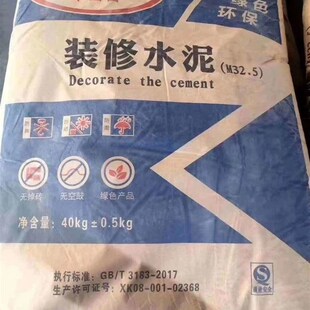 绿色
环保
装修水泥(M32.5)
Decorate the cement
无掉砖
无空鼓
绿色产品
净含量: 40kg±0.5kg
执行标准: GB/T 3183-2017
生产许可证号: XK08-001-02368